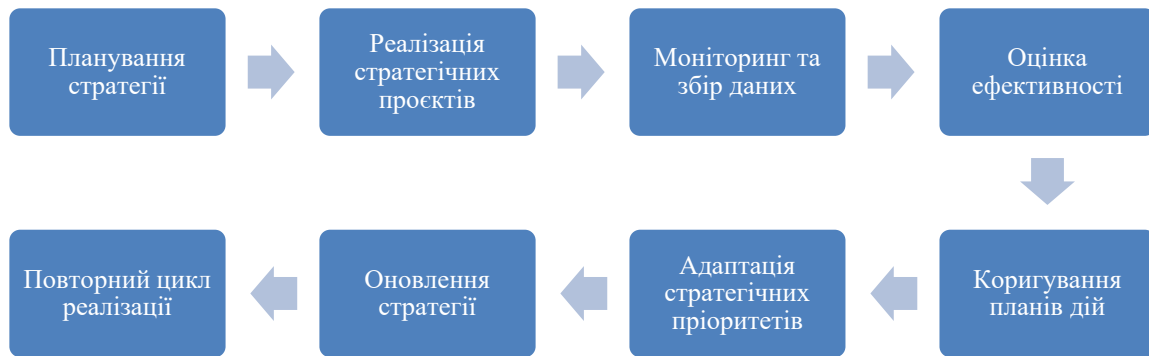 Планування
стратегії
Реалізація
стратегічних
проєктів
Моніторинг та
збір даних
Оцінка
ефективності
Коригування
планів дій
Адаптація
стратегічних
пріоритетів
Оновлення
стратегії
Повторний цикл
реалізації